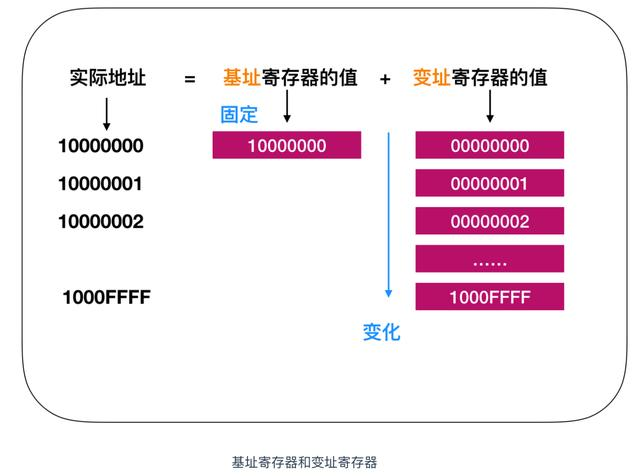 实际地址 = 基址寄存器的值 + 变址寄存器的值
固定
10000000 10000000 00000000
10000001 00000001
10000002 00000002
......
1000FFFF 1000FFFF
变化
基址寄存器和变址寄存器